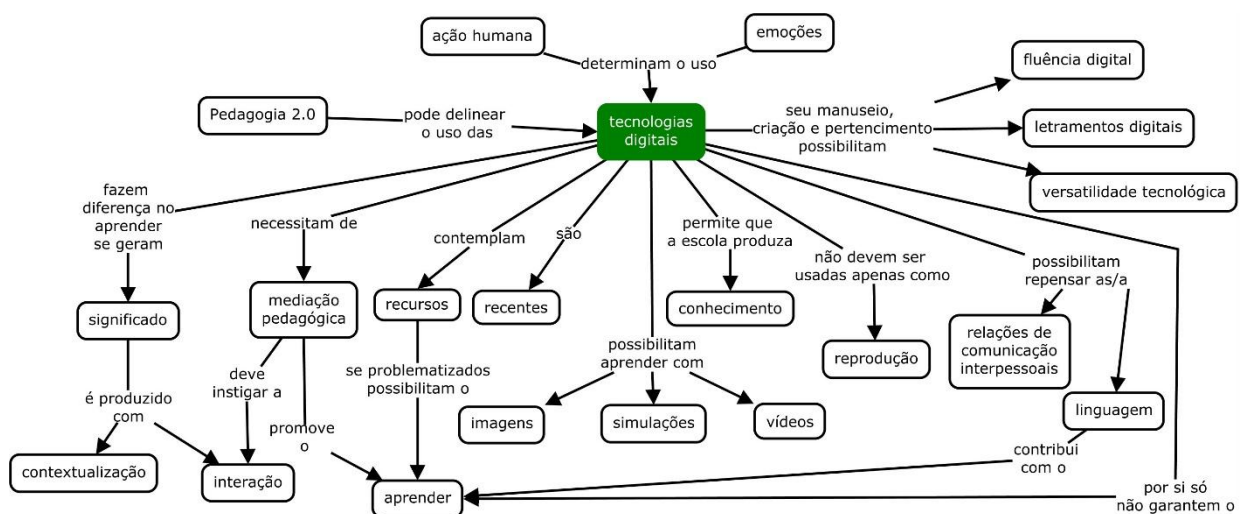 ação humana
emoções
determinam o uso
fluência digital
Pedagogia 2.0
pode delinear
o uso das
tecnologias
digitais
seu manuseio,
criação e pertencimento
possibilitam
letramentos digitais
versatilidade tecnológica
fazem
diferença no
aprender
se geram
necessitam de
contemplam
são
permite que
a escola produza
não devem ser
usadas apenas como
possibilitam
repensar as/a
significado
mediação
pedagógica
recursos
recentes
conhecimento
reprodução
relações de
comunicação
interpessoais
possibilitam
aprender com
se problematizados
possibilitam o
deve
instigar a
é produzido
com
promove
o
imagens
simulações
vídeos
linguagem
contextualização
interação
aprender
contribui
com o
por si só
não garantem o